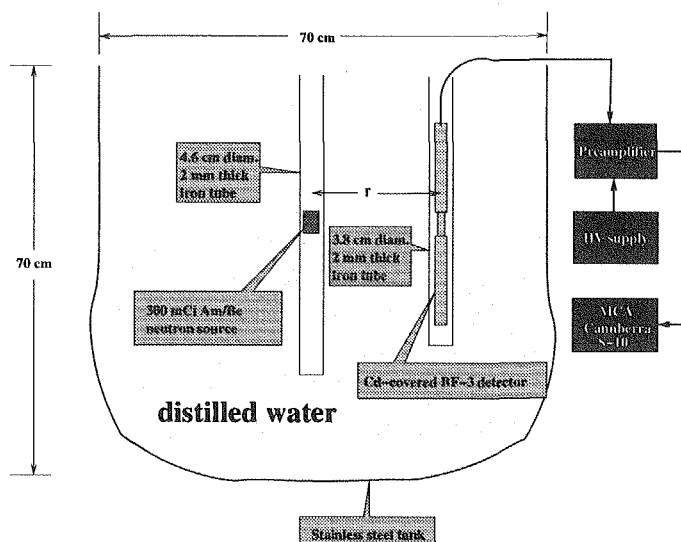 70 cm
70 cm
4.6 cm diam.
2 mm thick
iron tube
r
3.8 cm diam.
2 mm thick
iron tube
300 mCi Am/Be
neutron source
Cd-covered BF-3 detector
distilled water
Stainless steel tank
Preamplifier
HV supply
MCA
Cannberra
S-10